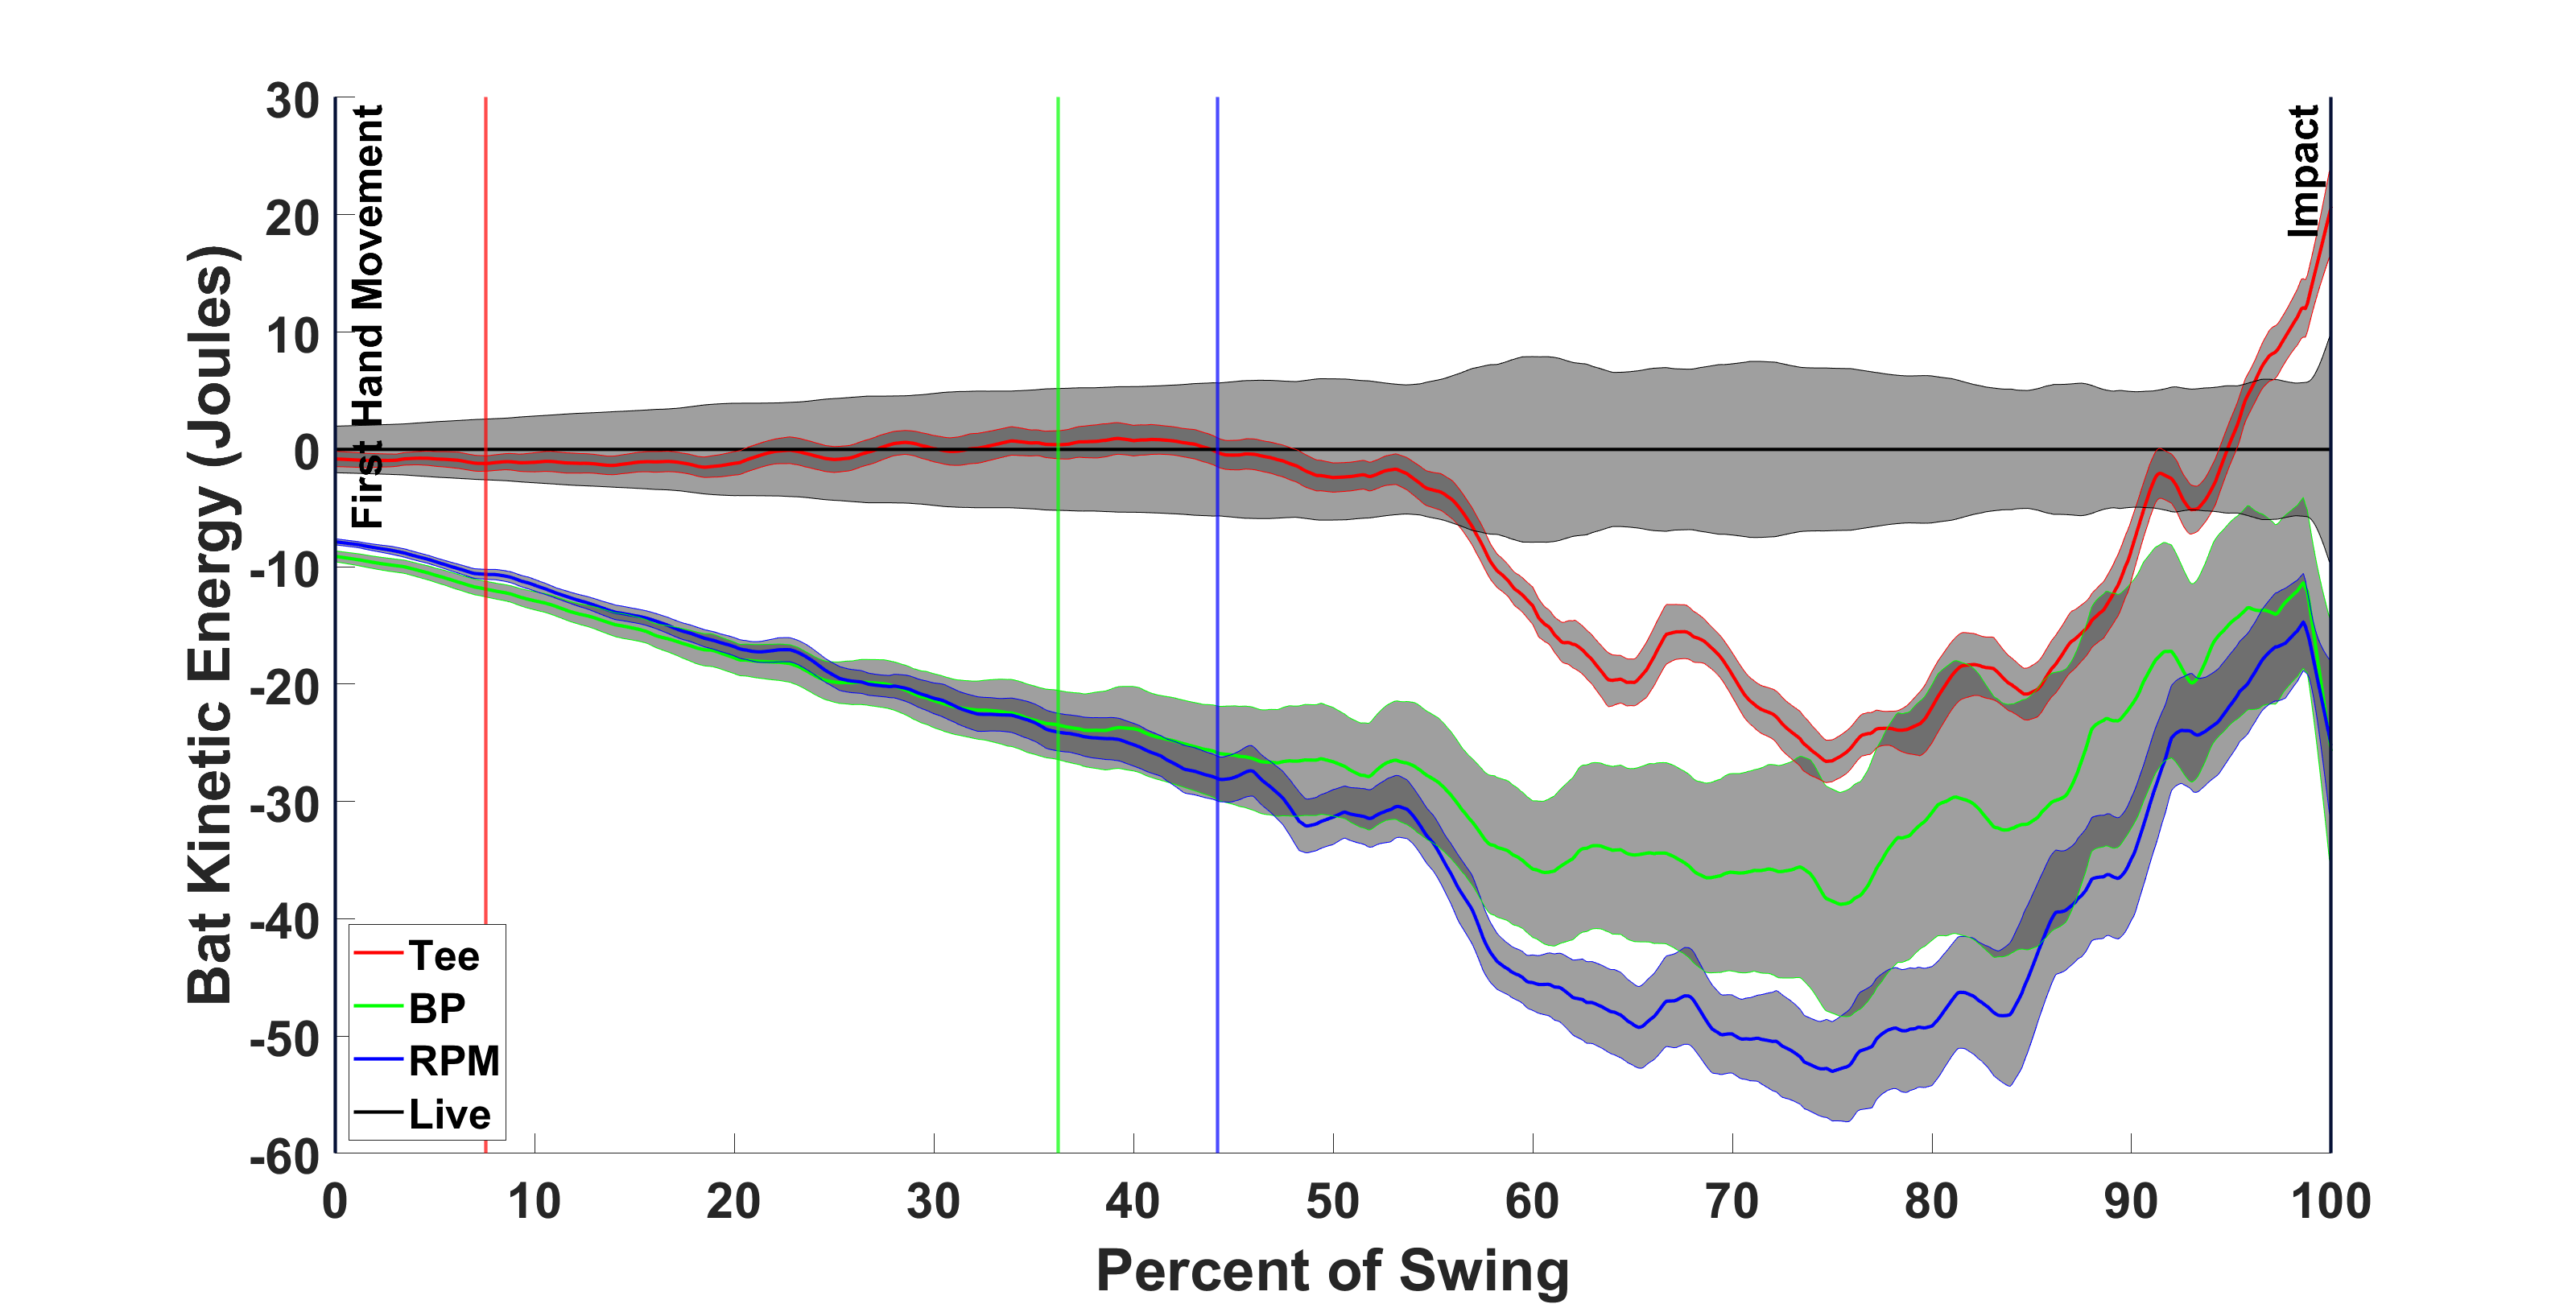 30
20
10
0
-10
-20
-30
-40
-50
-60
Bat Kinetic Energy (Joules)
First Hand Movement
Impact
Tee
BP
RPM
Live
0 10 20 30 40 50 60 70 80 90 100
Percent of Swing